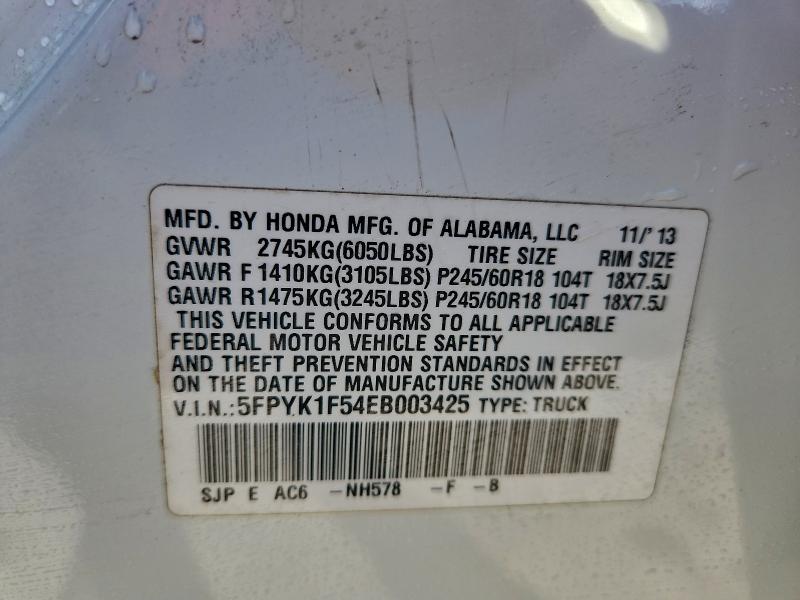 MFD. BY HONDA MFG. OF ALABAMA, LLC 11/'13
GVWR 2745KG(6050LBS) TIRE SIZE RIM SIZE
GAWR F 1410KG(3105LBS) P245/60R18 104T 18X7.5J
GAWR R1475KG(3245LBS) P245/60R18 104T 18X7.5J
THIS VEHICLE CONFORMS TO ALL APPLICABLE
FEDERAL MOTOR VEHICLE SAFETY
AND THEFT PREVENTION STANDARDS IN EFFECT
ON THE DATE OF MANUFACTURE SHOWN ABOVE.
V.I.N.:5FPYK1F54EB003425 TYPE:TRUCK
SJP E AC6 -NH578 -F -B